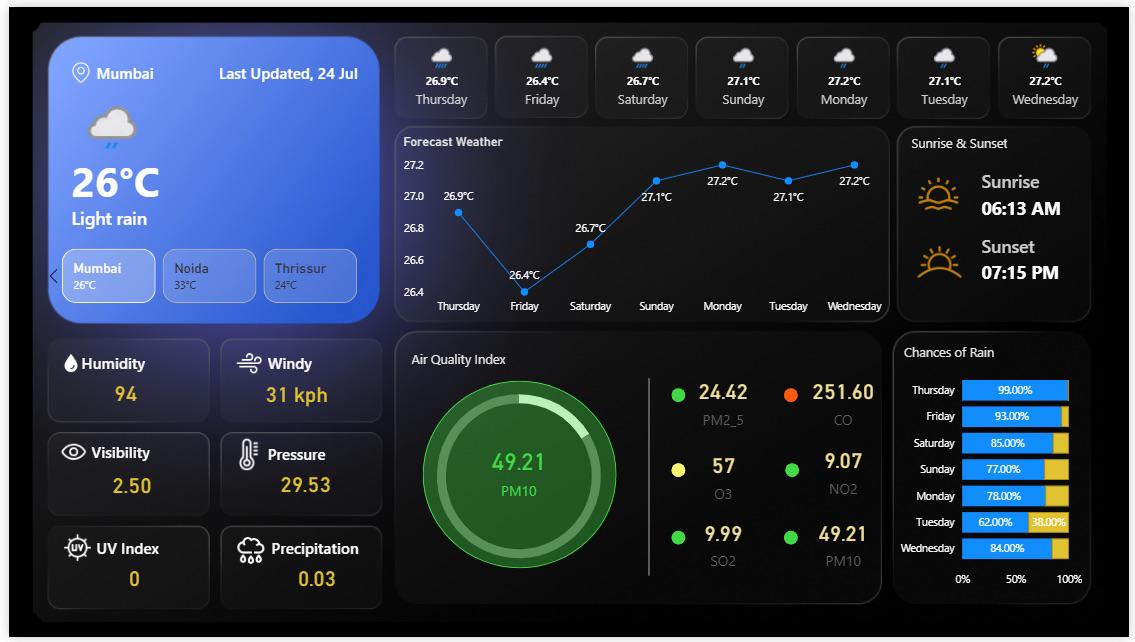 Mumbai
Last Updated, 24 Jul
26°C
Light rain
Mumbai
26°C
Noida
33°C
Thrissur
24°C
Humidity
94
Windy
31 kph
Visibility
2.50
Pressure
29.53
UV
UV Index
0
Precipitation
0.03
26.9°C
Thursday
26.4°C
Friday
26.7°C
Saturday
27.1°C
Sunday
27.2°C
Monday
27.1°C
Tuesday
27.2°C
Wednesday
Forecast Weather
27.2
27.0
26.8
26.6
26.4
26.9°C
26.4°C
26.7°C
27.1°C
27.2°C
27.1°C
27.2°C
Thursday Friday Saturday Sunday Monday Tuesday Wednesday
Sunrise & Sunset
Sunrise
06:13 AM
Sunset
07:15 PM
Air Quality Index
49.21
PM10
24.42
PM2_5
251.60
CO
57
O3
9.07
NO2
9.99
SO2
49.21
PM10
Chances of Rain
Thursday 99.00%
Friday 93.00%
Saturday 85.00%
Sunday 77.00%
Monday 78.00%
Tuesday 62.00% 38.00%
Wednesday 84.00%
0% 50% 100%